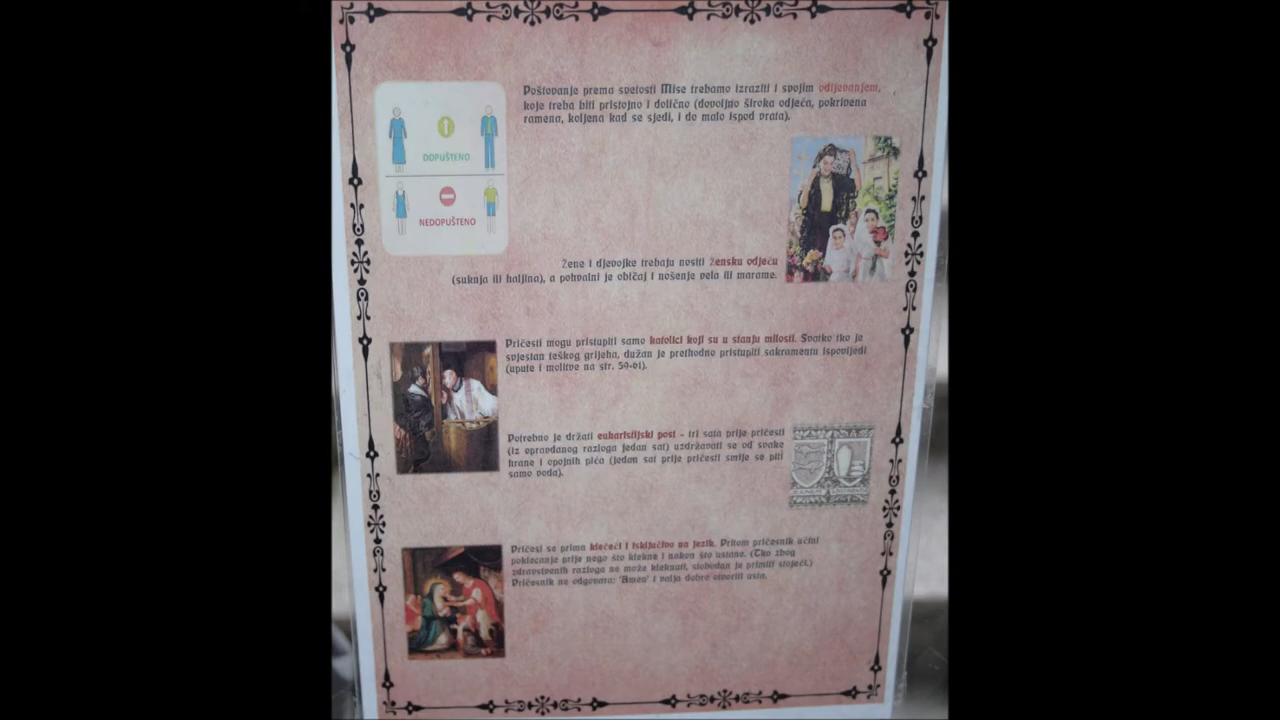 Poštovanje prema svetosti Mise trebamo izraziti i svojim odijevanjem,
koje treba biti pristojno i dolično (dovoljno široka odjeća, pokrivena
ramena, koljena kad se sjedi, i do malo ispod vrata).
DOPUŠTENO
NEDOPUŠTENO
Žene i djevojke trebaju nositi žensku odjeću
(suknja ili haljina), a pohvalni je običaj i nošenje vela ili marame.
Pričesti mogu pristupiti samo katolici koji su u stanju milosti. Svatko tko je
svjestan teškog grijeha, dužan je prethodno pristupiti sakramentu ispovijedi
(upute i molitve na str. 59-61).
Potrebno je držati euharistijski post - tri sata prije pričesti
(iz opravdanog razloga jedan sat) uzdržavati se od svake
hrane i opojnih pića (jedan sat prije pričesti smije se piti
samo voda).
Pričest se prima klečeći i isključivo na jezik. Pritom pričesnik učini
poklecanje prije nego što klekne i nakon što ustane. (Tko zbog
zdravstvenih razloga ne može kleknuti, slobodan je primiti stojeći.)
Pričesnik ne odgovara: 'Amen' i valja dobro otvoriti usta.